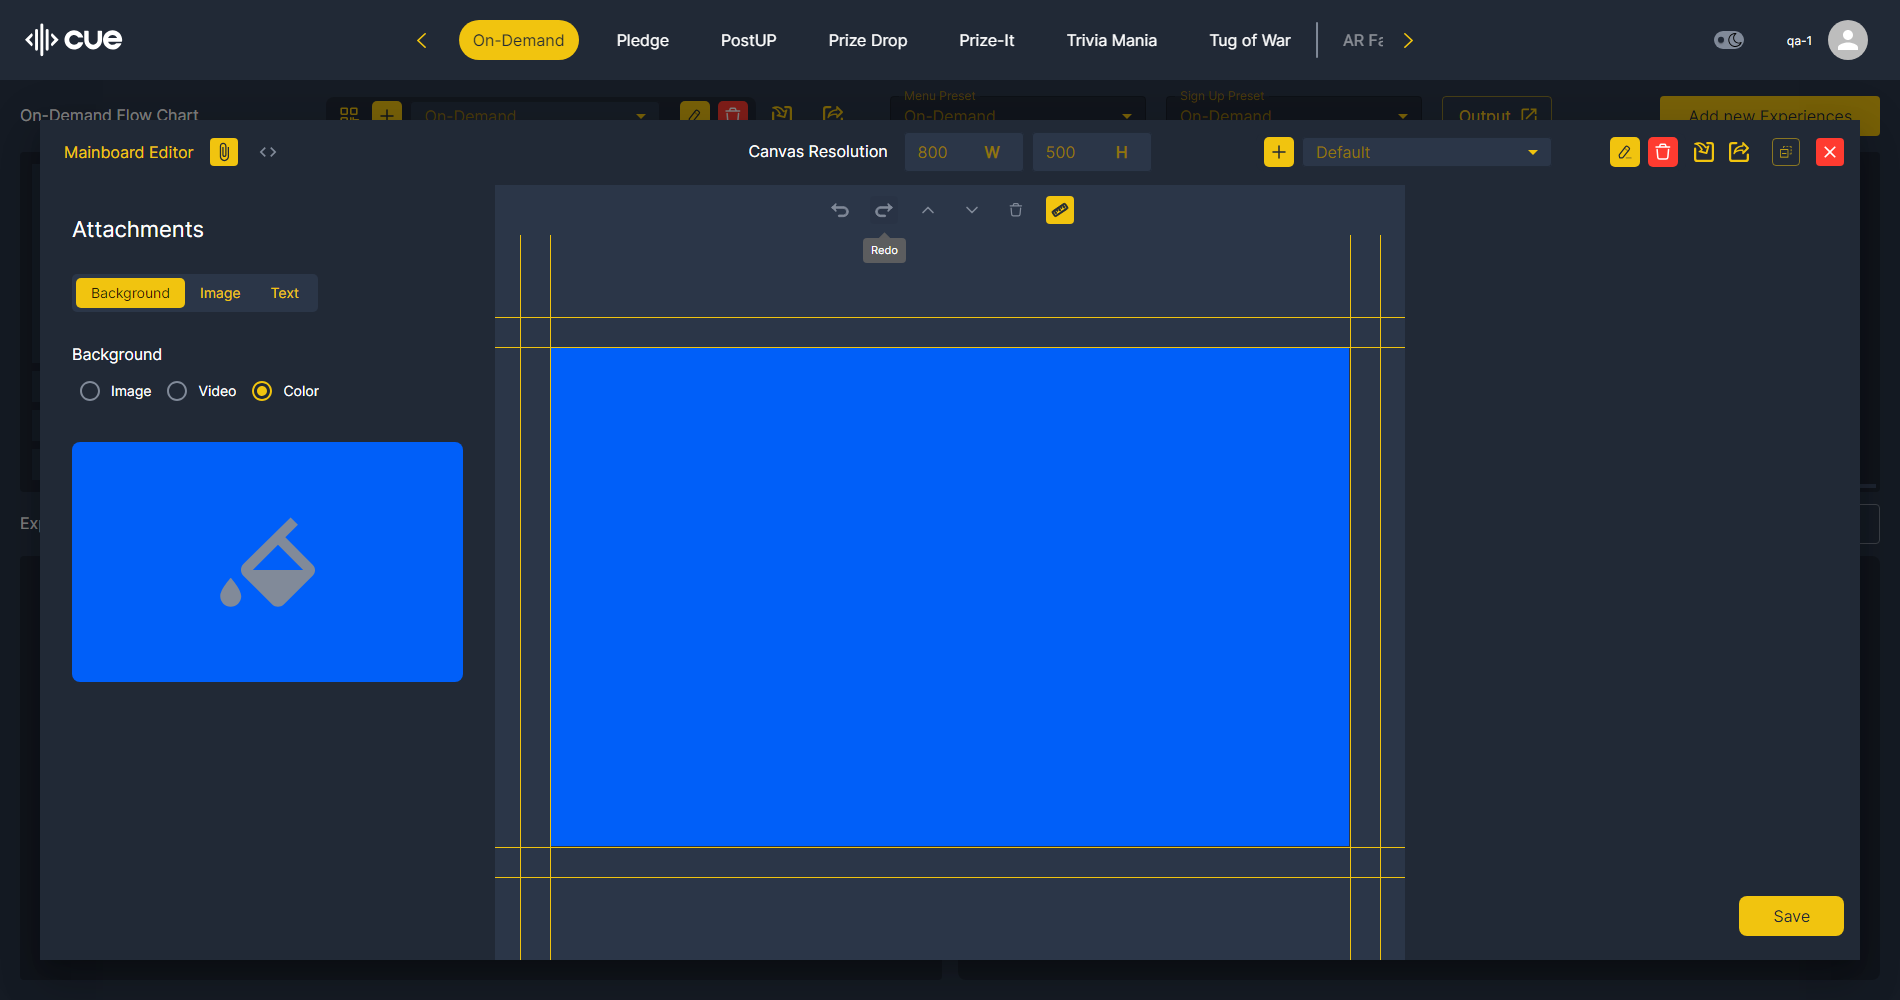 cue
On-Demand
Pledge
PostUP
Prize Drop
Prize-It
Trivia Mania
Tug of War
AR Fa
qa-1
On-Demand Flow Chart
On-Demand
Menu Preset
On-Demand
Sign Up Preset
On-Demand
Output
Add new Experiences
Mainboard Editor
Canvas Resolution
800 W
500 H
Default
Attachments
Redo
Background
Image
Text
Background
Image
Video
Color
Exp
Save